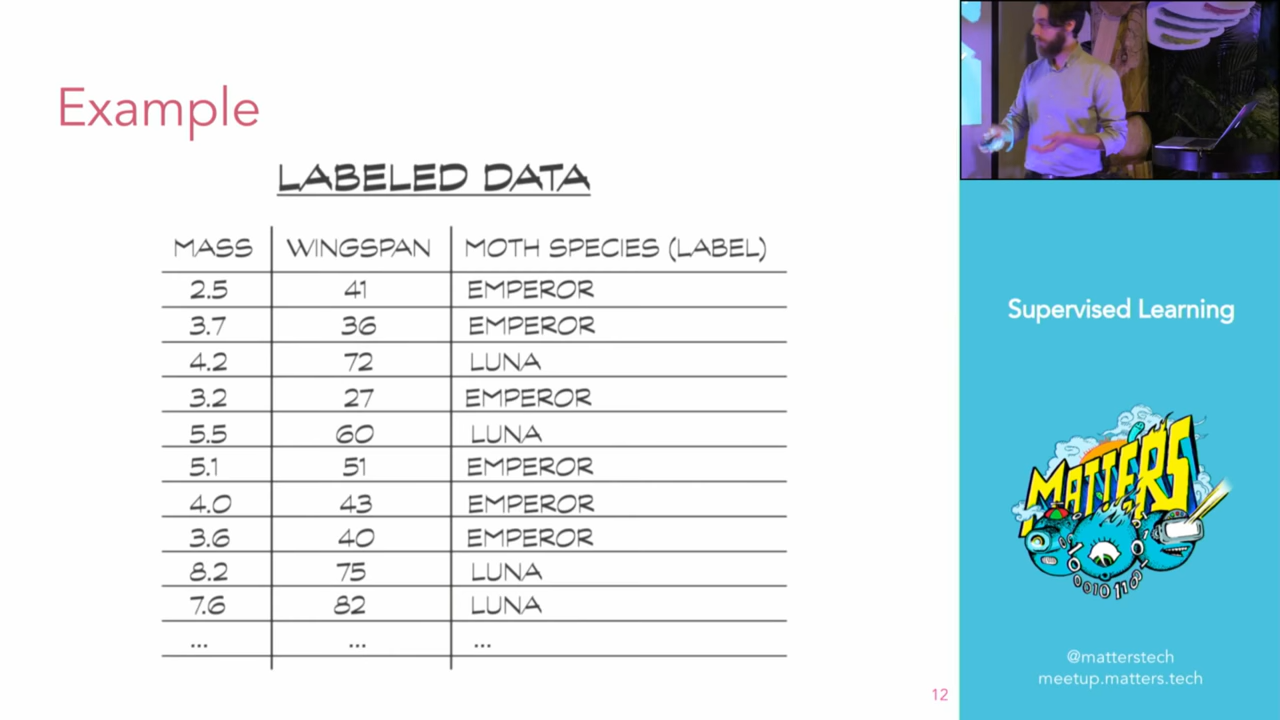 Example
LABELED DATA
MASS WINGSPAN MOTH SPECIES (LABEL)
2.5 41 EMPEROR
3.7 36 EMPEROR
4.2 72 LUNA
3.2 27 EMPEROR
5.5 60 LUNA
5.1 51 EMPEROR
4.0 43 EMPEROR
3.6 40 EMPEROR
8.2 75 LUNA
7.6 82 LUNA
... ... ...
12
Supervised Learning
MATTERS
@matterstech
meetup.matters.tech